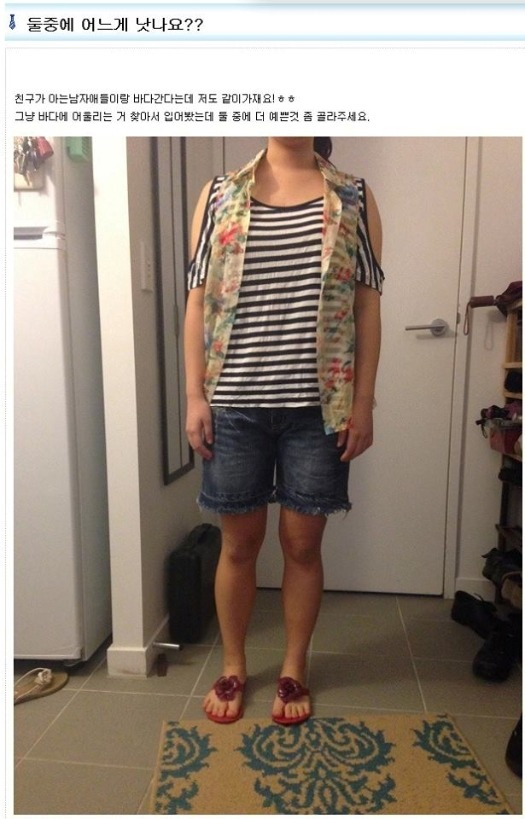 둘중에 어느게 낫나요??
친구가 아는남자애들이랑 바다간다는데 저도 같이가재요!ㅎㅎ
그냥 바다에 어울리는 거 찾아서 입어봤는데 둘 중에 더 예쁜것 좀 골라주세요.